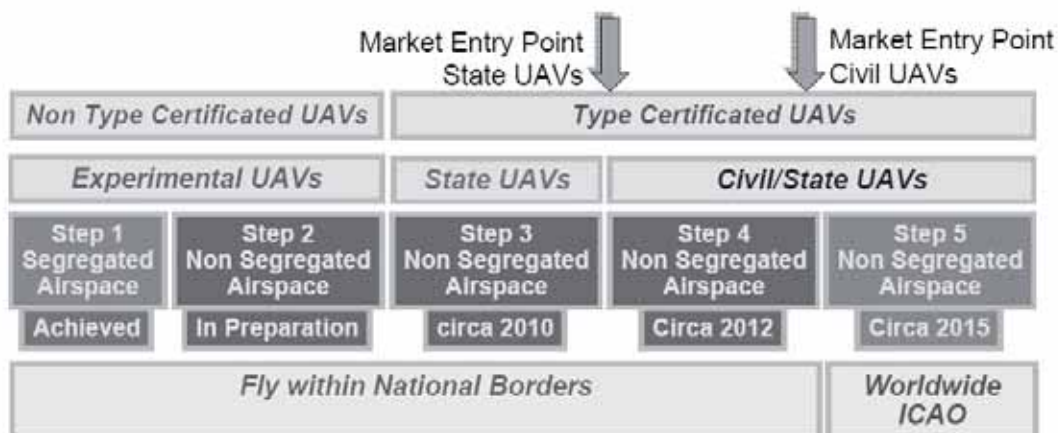 Market Entry Point
State UAVs
Market Entry Point
Civil UAVs
Non Type Certificated UAVs
Type Certificated UAVs
Experimental UAVs
State UAVs
Civil/State UAVs
Step 1
Segregated
Airspace
Step 2
Non Segregated
Airspace
Step 3
Non Segregated
Airspace
Step 4
Non Segregated
Airspace
Step 5
Non Segregated
Airspace
Achieved
In Preparation
circa 2010
Circa 2012
Circa 2015
Fly within National Borders
Worldwide
ICAO